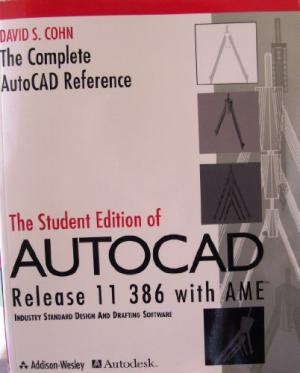 DAVID S. COHN
The Complete
AutoCAD Reference
The Student Edition of
AUTOCAD
Release 11 386 with AME™
INDUSTRY STANDARD DESIGN AND DRAFTING SOFTWARE
Addison-Wesley Autodesk.